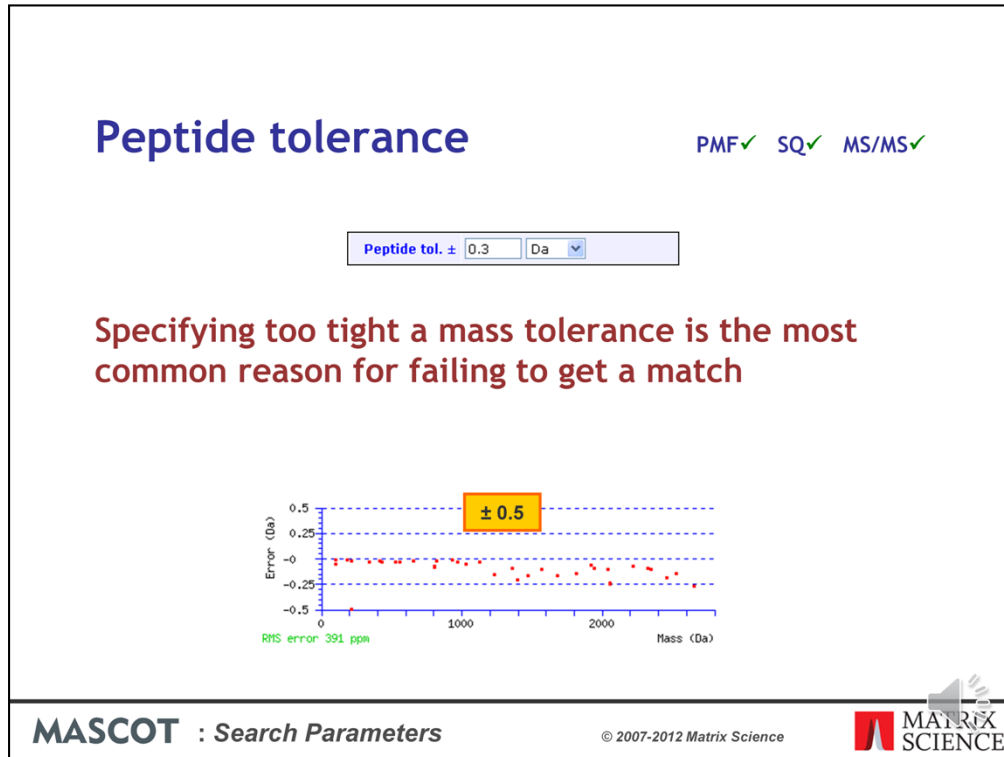 Peptide tolerance
PMF✓ SQ✓ MS/MS✓
Peptide tol. ± 0.3 Da
Specifying too tight a mass tolerance is the most
common reason for failing to get a match
± 0.5
Error (Da)
0.5
0.25
-0
-0.25
-0.5
0 1000 2000
RMS error 391 ppm
Mass (Da)
MASCOT : Search Parameters
© 2007-2012 Matrix Science
MATRIX
SCIENCE